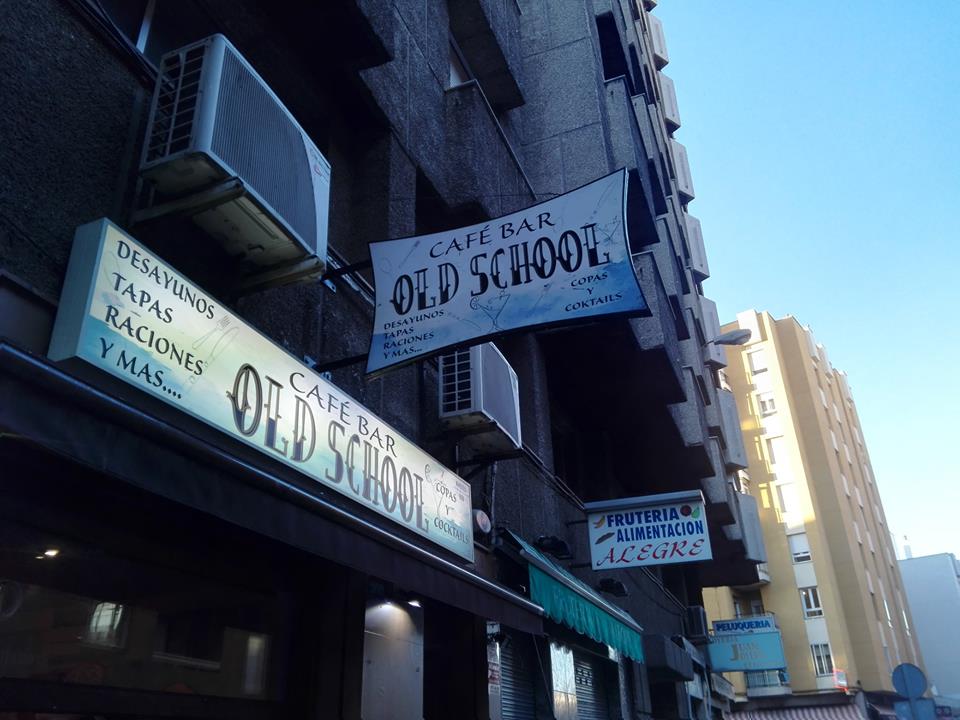 DESAYUNOS
TAPAS
RACIONES
Y MAS....
CAFÉ BAR
OLD SCHOOL
COPAS
Y
COCKTAILS
CAFÉ BAR
OLD SCHOOL
DESAYUNOS
TAPAS
RACIONES
Y MAS...
COPAS
Y
COKTAILS
FRUTERIA
ALIMENTACION
ALEGRE
PELUQUERIA
JUAN